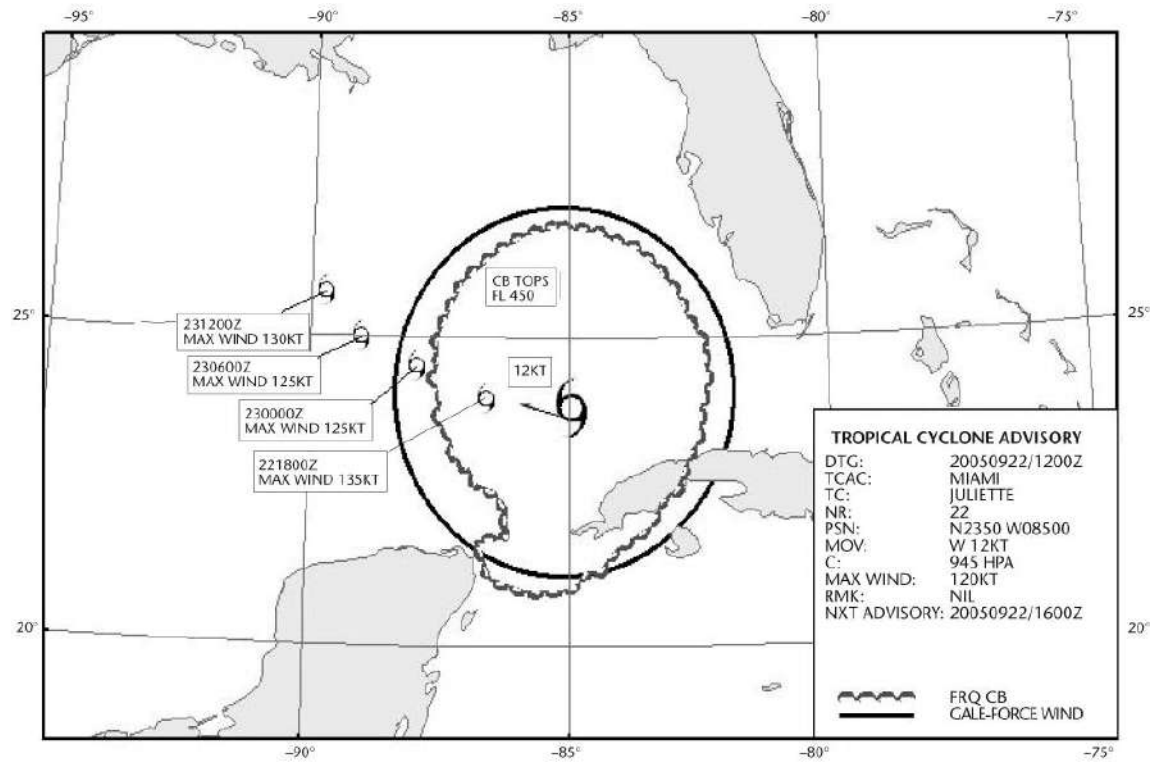 −95°
−90°
−85°
−80°
−75°
CB TOPS
FL 450
25°
25°
231200Z
MAX WIND 130KT
230600Z
MAX WIND 125KT
12KT
230000Z
MAX WIND 125KT
221800Z
MAX WIND 135KT
TROPICAL CYCLONE ADVISORY
DTG: 20050922/1200Z
TCAC: MIAMI
TC: JULIETTE
NR: 22
PSN: N2350 W08500
MOV: W 12KT
C: 945 HPA
MAX WIND: 120KT
RMK: NIL
NXT ADVISORY: 20050922/1600Z
20°
20°
FRQ CB
GALE-FORCE WIND
−90°
−85°
−80°
−75°